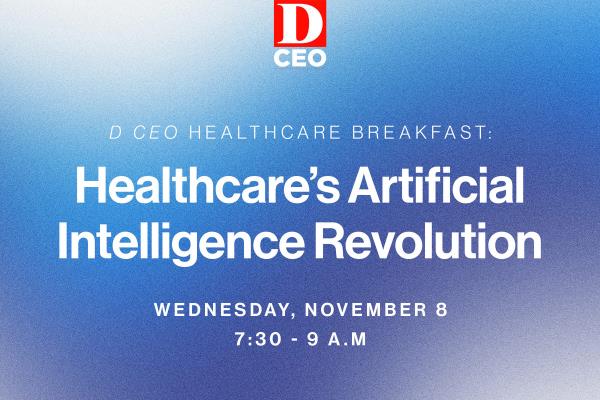 D
CEO
D CEO HEALTHCARE BREAKFAST:
Healthcare’s Artificial
Intelligence Revolution
WEDNESDAY, NOVEMBER 8
7:30 - 9 A.M